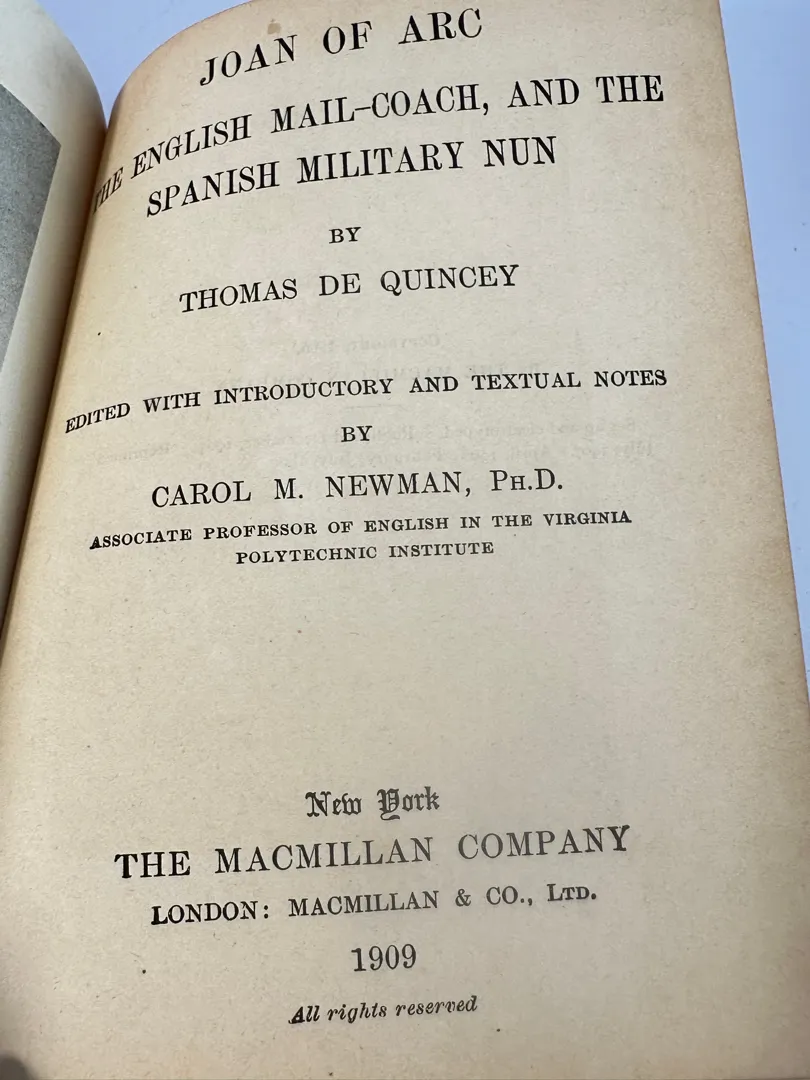 JOAN OF ARC
THE ENGLISH MAIL-COACH, AND THE
SPANISH MILITARY NUN
BY
THOMAS DE QUINCEY
EDITED WITH INTRODUCTORY AND TEXTUAL NOTES
BY
CAROL M. NEWMAN, PH.D.
ASSOCIATE PROFESSOR OF ENGLISH IN THE VIRGINIA
POLYTECHNIC INSTITUTE
New York
THE MACMILLAN COMPANY
LONDON: MACMILLAN & CO., LTD.
1909
All rights reserved